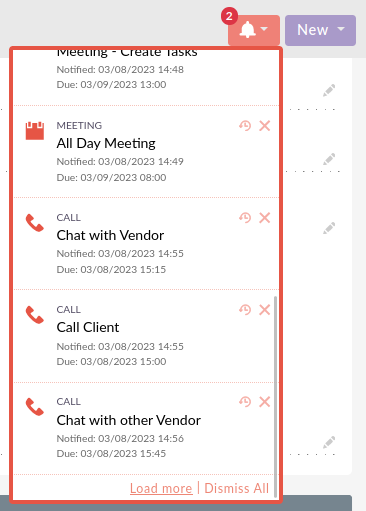 2
New
Meeting - Create Tasks
Notified: 03/08/2023 14:48
Due: 03/09/2023 13:00
MEETING
All Day Meeting
Notified: 03/08/2023 14:49
Due: 03/09/2023 08:00
CALL
Chat with Vendor
Notified: 03/08/2023 14:55
Due: 03/08/2023 15:15
CALL
Call Client
Notified: 03/08/2023 14:55
Due: 03/08/2023 15:00
CALL
Chat with other Vendor
Notified: 03/08/2023 14:56
Due: 03/08/2023 15:45
Load more | Dismiss All